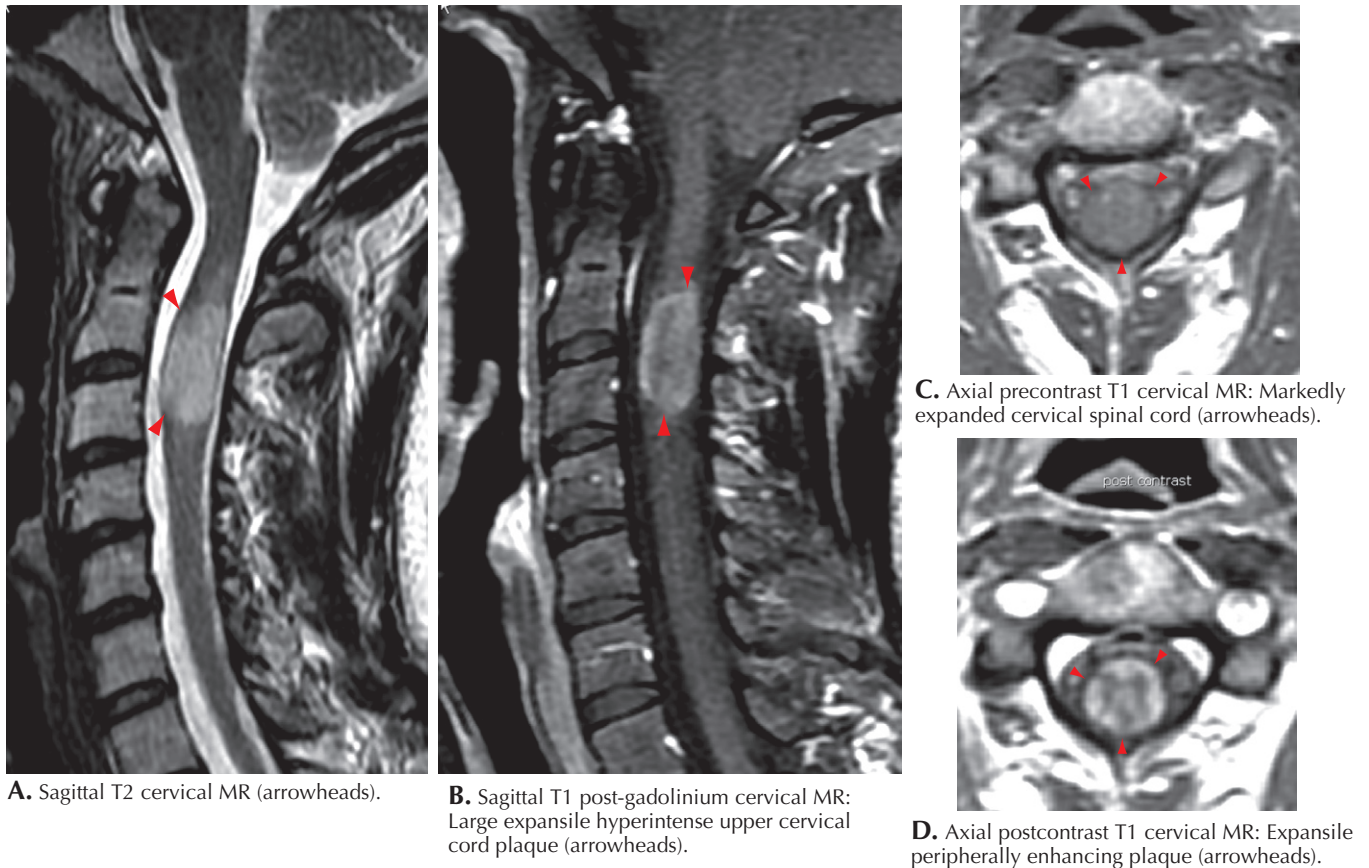 A. Sagittal T2 cervical MR (arrowheads).
B. Sagittal T1 post-gadolinium cervical MR:
Large expansile hyperintense upper cervical
cord plaque (arrowheads).
C. Axial precontrast T1 cervical MR: Markedly
expanded cervical spinal cord (arrowheads).
post contrast
D. Axial postcontrast T1 cervical MR: Expansile
peripherally enhancing plaque (arrowheads).